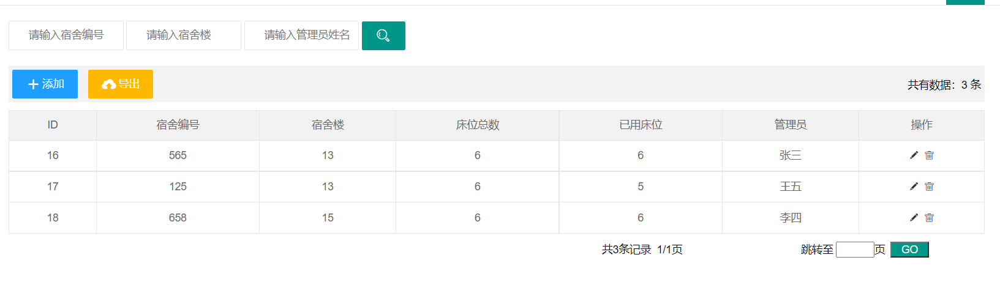 请输入宿舍编号 请输入宿舍楼 请输入管理员姓名
添加 导出 共有数据：3 条
ID 宿舍编号 宿舍楼 床位总数 已用床位 管理员 操作
16 565 13 6 6 张三
17 125 13 6 5 王五
18 658 15 6 6 李四
共3条记录 1/1页 跳转至 页 GO